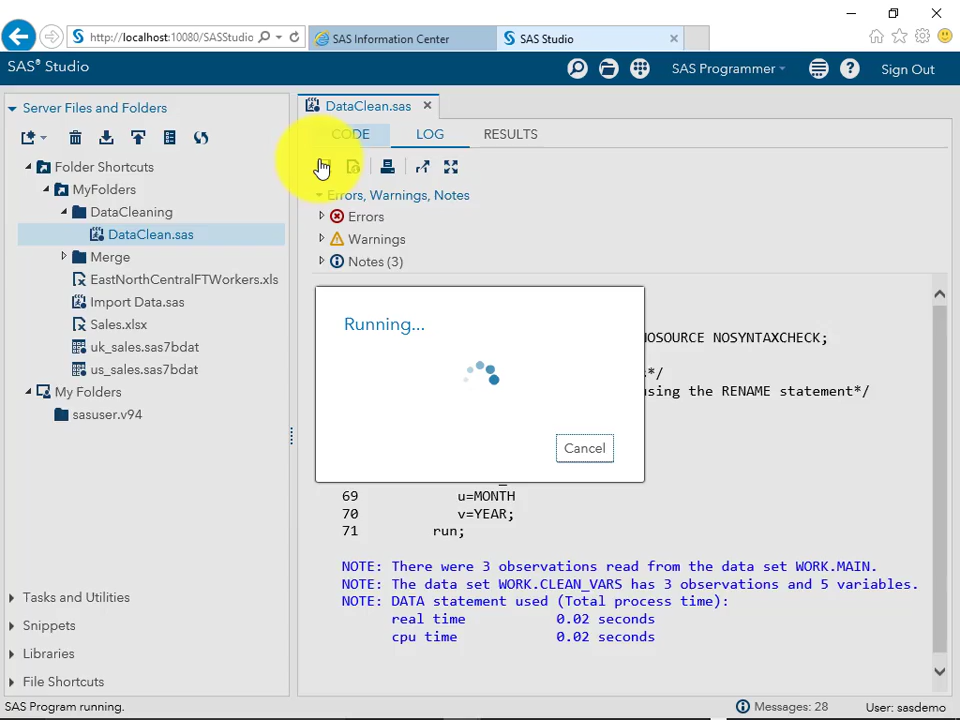 http://localhost:10080/SASStudio
SAS Information Center
SAS Studio
SAS® Studio
SAS Programmer
Sign Out
Server Files and Folders
DataClean.sas
CODE
LOG
RESULTS
Folder Shortcuts
MyFolders
DataCleaning
DataClean.sas
Merge
EastNorthCentralFTWorkers.xls
Import Data.sas
Sales.xlsx
uk_sales.sas7bdat
us_sales.sas7bdat
My Folders
sasuser.v94
Errors, Warnings, Notes
Errors
Warnings
Notes (3)
NOSOURCE NOSYNTAXCHECK;
*/
using the RENAME statement*/
Running...
Cancel
69 u=MONTH
70 v=YEAR;
71 run;
NOTE: There were 3 observations read from the data set WORK.MAIN.
NOTE: The data set WORK.CLEAN_VARS has 3 observations and 5 variables.
NOTE: DATA statement used (Total process time):
real time 0.02 seconds
cpu time 0.02 seconds
Tasks and Utilities
Snippets
Libraries
File Shortcuts
SAS Program running.
Messages: 28
User: sasdemo